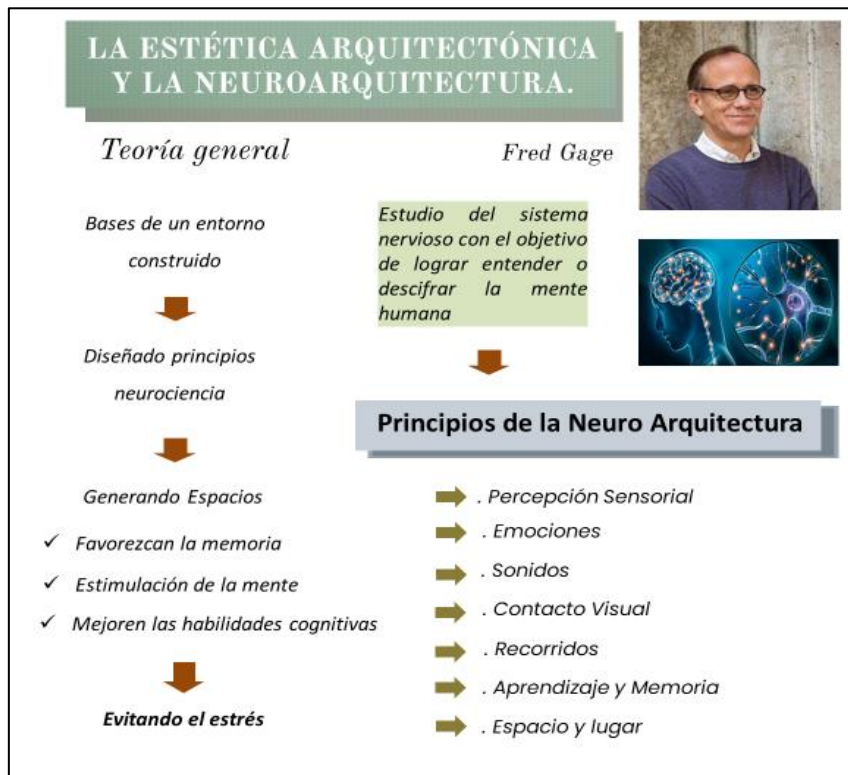 LA ESTÉTICA ARQUITECTÓNICA
Y LA NEUROARQUITECTURA.
Teoría general
Bases de un entorno
construido
Diseñado principios
neurociencia
Generando Espacios
✓ Favorezcan la memoria
✓ Estimulación de la mente
✓ Mejoren las habilidades cognitivas
Evitando el estrés
Fred Gage
Estudio del sistema
nervioso con el objetivo
de lograr entender o
descifrar la mente
humana
Principios de la Neuro Arquitectura
. Percepción Sensorial
. Emociones
. Sonidos
. Contacto Visual
. Recorridos
. Aprendizaje y Memoria
. Espacio y lugar